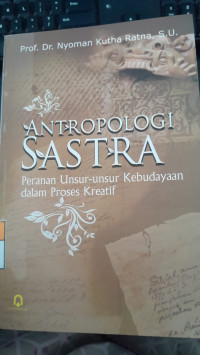 Prof. Dr. Nyoman Kutha Ratna, S.U.
ANTROPOLOGI
SASTRA
Peranan Unsur-unsur Kebudayaan
dalam Proses Kreatif